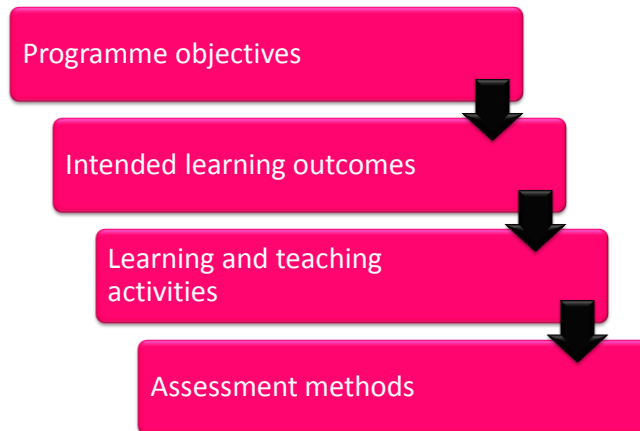 Programme objectives
Intended learning outcomes
Learning and teaching
activities
Assessment methods